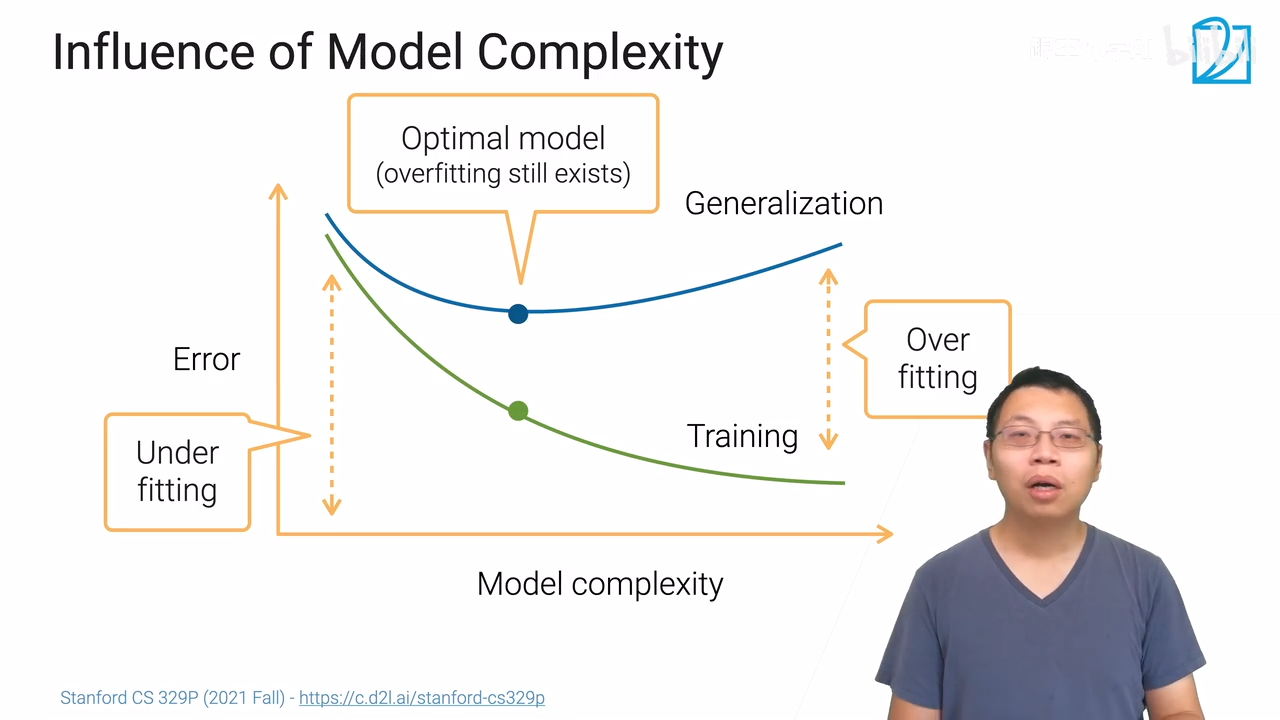 Influence of Model Complexity
bilibili
Optimal model
(overfitting still exists)
Generalization
Error
Over
fitting
Under
fitting
Training
Model complexity
Stanford CS 329P (2021 Fall) - https://c.d2l.ai/stanford-cs329p